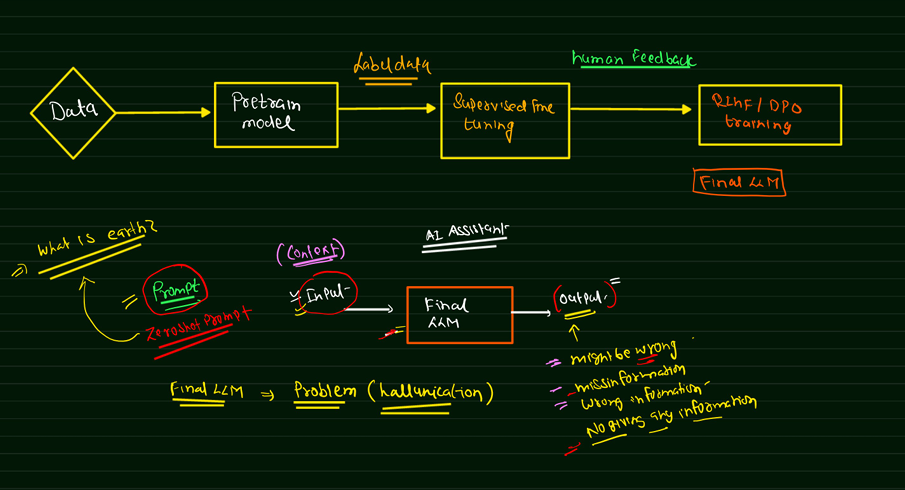 Label data
human Feedback
Data
Pretrain
model
Supervised fine
tuning
RLHF / DPO
training
Final LLM
What is earth?
AI Assistant
(Context)
Prompt
Input
Final
LLM
Output
Zeroshot Prompt
might be wrong
missinformation
wrong information
No giving any information
Final LLM ⇒ Problem (hallunication)